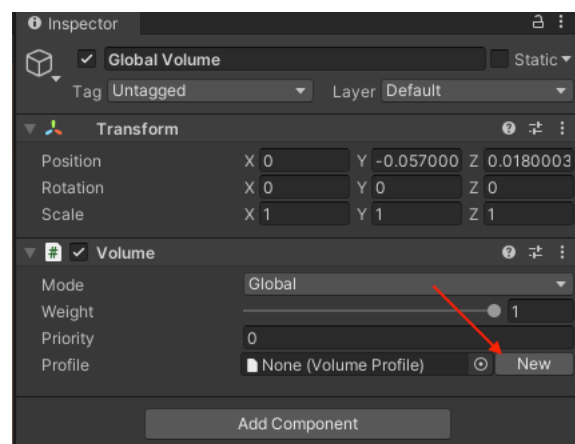 Inspector
Global Volume Static
Tag Untagged Layer Default
Transform
Position X 0 Y -0.057000 Z 0.0180003
Rotation X 0 Y 0 Z 0
Scale X 1 Y 1 Z 1
# Volume
Mode Global
Weight 1
Priority 0
Profile None (Volume Profile) New
Add Component